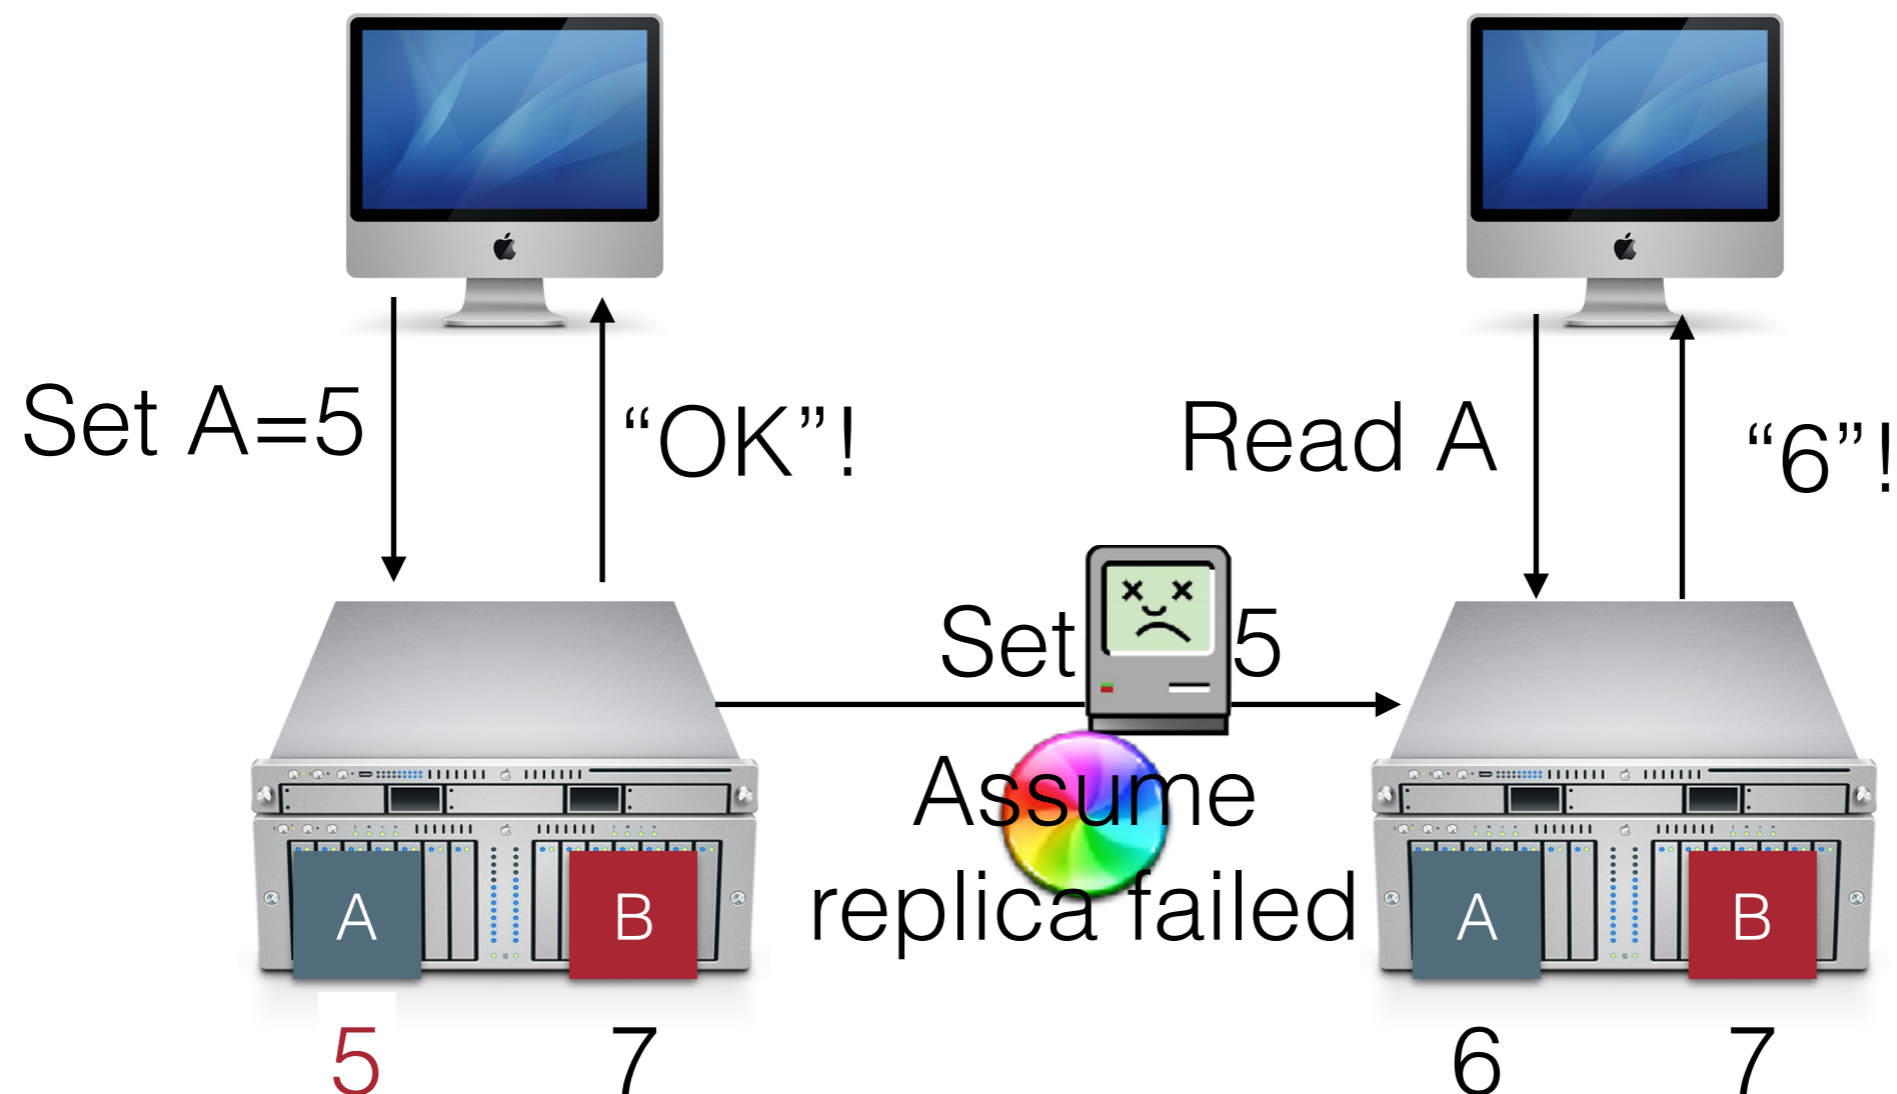 Set A=5
“OK”!
Read A
“6”!
Set 5
Assume
replica failed
A
B
A
B
5
7
6
7